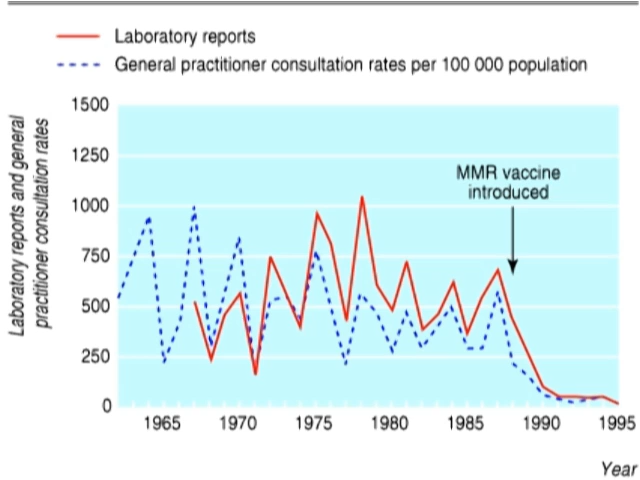 Laboratory reports
General practitioner consultation rates per 100 000 population
Laboratory reports and general
practitioner consultation rates
1500
1250
1000
750
500
250
0
MMR vaccine
introduced
1965 1970 1975 1980 1985 1990 1995
Year